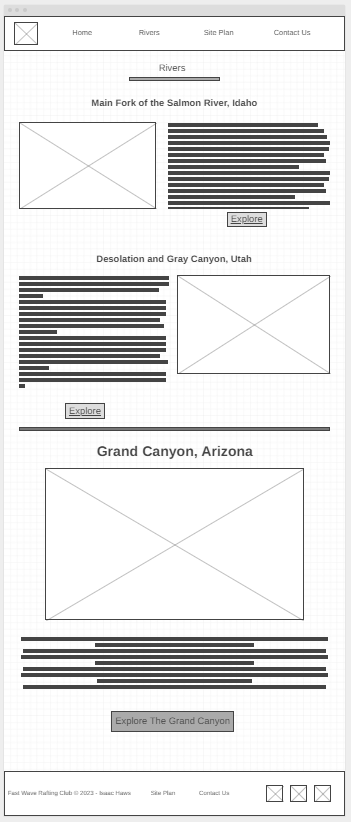 Home Rivers Site Plan Contact Us
Rivers
Main Fork of the Salmon River, Idaho
Explore
Desolation and Gray Canyon, Utah
Explore
Grand Canyon, Arizona
Explore The Grand Canyon
Fast Wave Rafting Club © 2023 - Isaac Haws Site Plan Contact Us